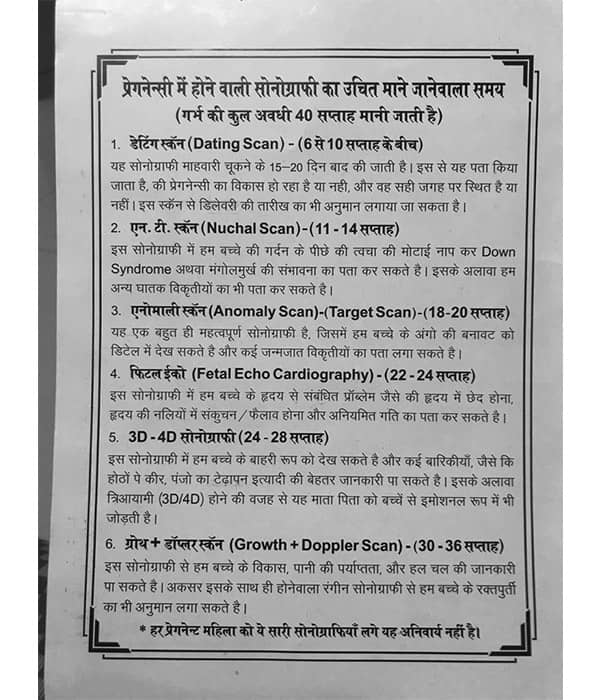 प्रेगनेन्सी में होने वाली सोनोग्राफी का उचित माने जानेवाला समय
(गर्भ की कुल अवधी 40 सप्ताह मानी जाती है)
1. डेटिंग स्कॅन (Dating Scan) - (6 से 10 सप्ताह के बीच)
यह सोनोग्राफी माहवारी चूकने के 15–20 दिन बाद की जाती है। इस से यह पता किया
जाता है, की प्रेगनेन्सी का विकास हो रहा है या नही, और वह सही जगह पर स्थित है या
नहीं। इस स्कॅन से डिलेवरी की तारीख का भी अनुमान लगाया जा सकता है।
2. एन. टी. स्कॅन (Nuchal Scan)-(11 - 14 सप्ताह)
इस सोनोग्राफी में हम बच्चे की गर्दन के पीछे की त्वचा की मोटाई नाप कर Down
Syndrome अथवा मंगोलमुर्ख की संभावना का पता कर सकते है। इसके अलावा हम
अन्य घातक विकृतीयों का भी पता कर सकते है।
3. एनोमाली स्कॅन (Anomaly Scan)-(Target Scan)-(18-20 सप्ताह)
यह एक बहुत ही महत्वपूर्ण सोनोग्राफी है, जिसमें हम बच्चे के अंगो की बनावट को
डिटेल में देख सकते है और कई जन्मजात विकृतीयों का पता लगा सकते है।
4. फिटल ईको (Fetal Echo Cardiography) - (22 - 24 सप्ताह)
इस सोनोग्राफी में हम बच्चे के हृदय से संबंधित प्रॉब्लेम जैसे की हृदय में छेद होना,
हृदय की नलियों में संकुचन / फैलाव होना और अनियमित गति का पता कर सकते है।
5. 3D - 4D सोनोग्राफी (24 - 28 सप्ताह)
इस सोनोग्राफी में हम बच्चे के बाहरी रूप को देख सकते है और कई बारिकीयाँ, जैसे कि
होठों पे कीर, पंजो का टेढ़ापन इत्यादी की बेहतर जानकारी पा सकते है। इसके अलावा
त्रिआयामी (3D/4D) होने की वजह से यह माता पिता को बच्चें से इमोशनल रूप में भी
जोड़ती है।
6. ग्रोथ + डॉप्लर स्कॅन (Growth + Doppler Scan) - (30 - 36 सप्ताह)
इस सोनोग्राफी से हम बच्चे के विकास, पानी की पर्याप्तता, और हल चल की जानकारी
पा सकते है। अकसर इसके साथ ही होनेवाला रंगीन सोनोग्राफी से हम बच्चे के रक्तपुर्ती
का भी अनुमान लगा सकते है।
* हर प्रेगनेन्ट महिला को ये सारी सोनोग्राफियाँ लगे यह अनिवार्य नहीं है।